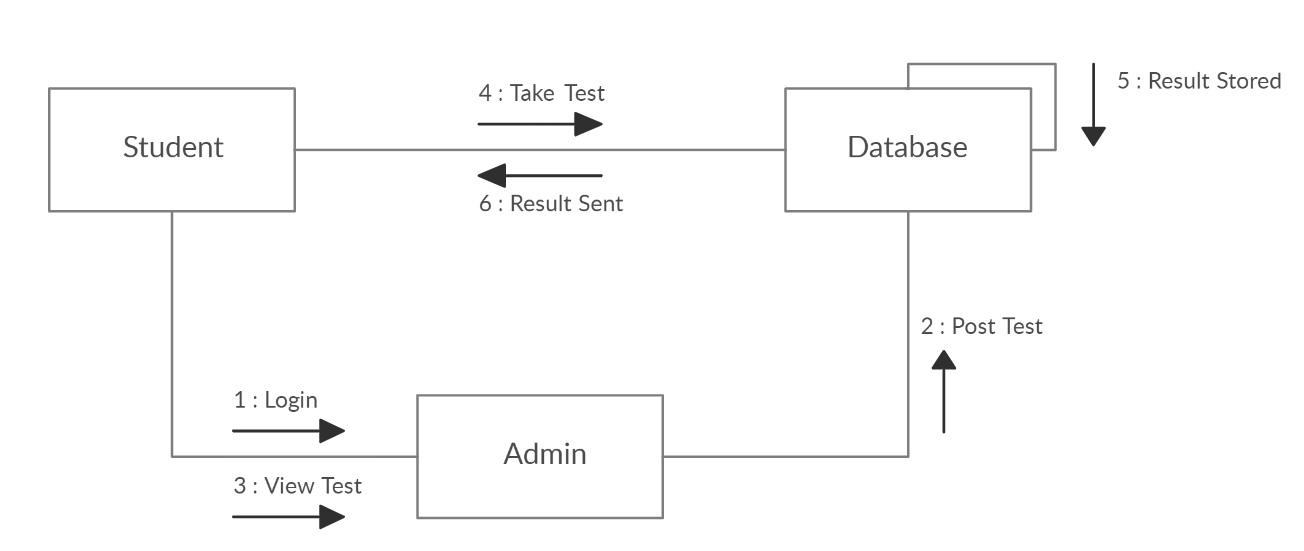 5 : Result Stored
4 : Take Test
Student
Database
6 : Result Sent
2 : Post Test
1 : Login
Admin
3 : View Test